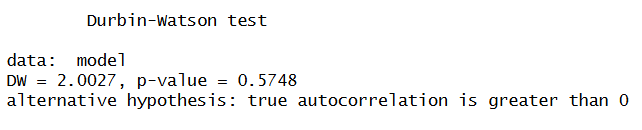 Durbin-Watson test
data:  model
DW = 2.0027, p-value = 0.5748
alternative hypothesis: true autocorrelation is greater than 0